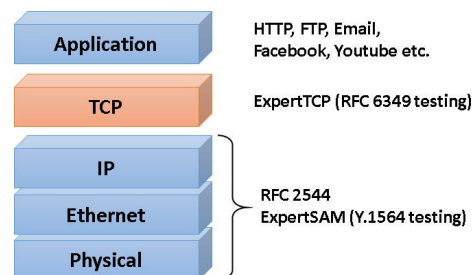 Application
HTTP, FTP, Email,
Facebook, Youtube etc.
TCP
ExpertTCP (RFC 6349 testing)
IP
Ethernet
Physical
RFC 2544
ExpertSAM (Y.1564 testing)